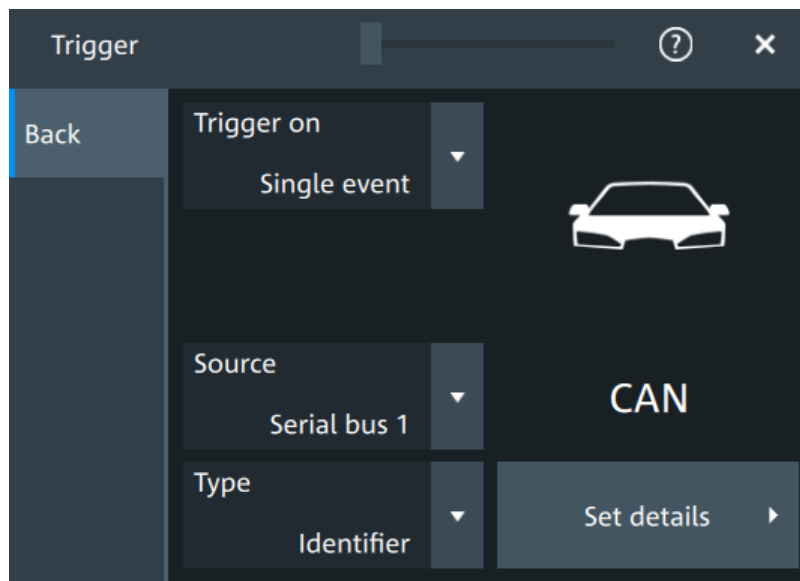 Trigger
?
Back
Trigger on
Single event
Source
Serial bus 1
CAN
Type
Identifier
Set details